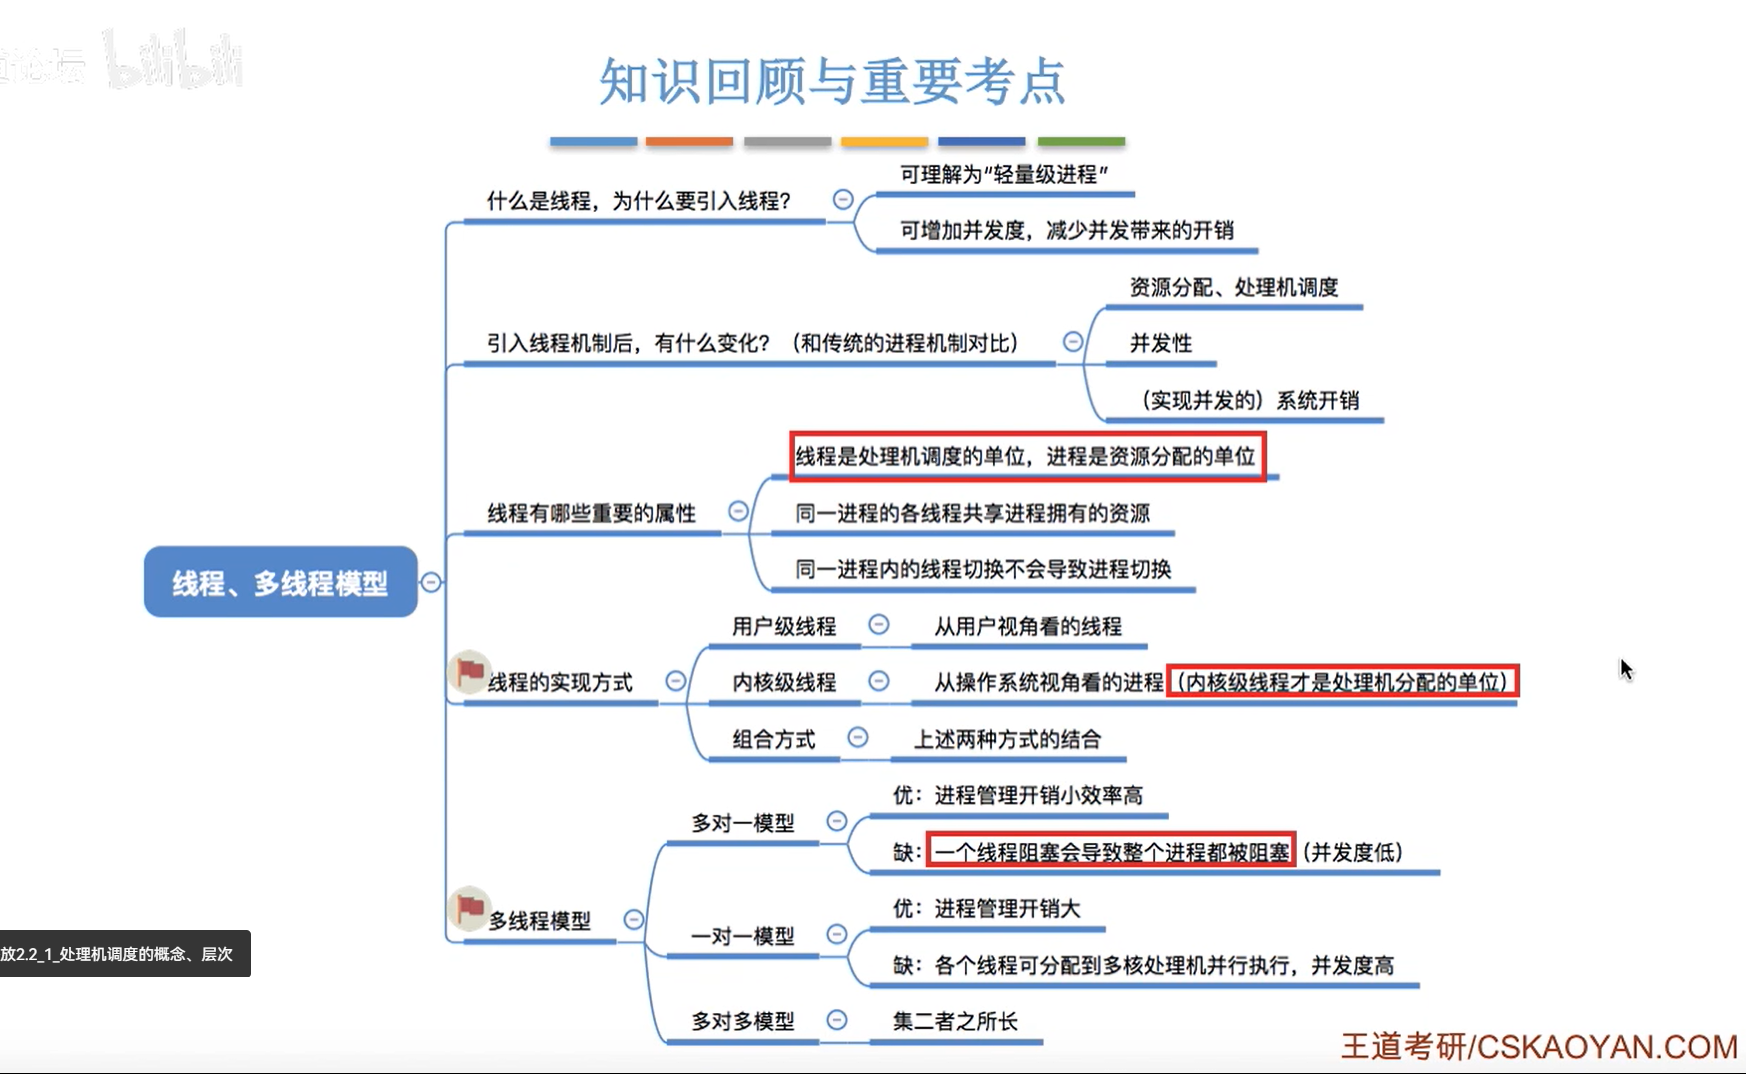 道论坛 bilibili
知识回顾与重要考点
可理解为“轻量级进程”
什么是线程，为什么要引入线程？
可增加并发度，减少并发带来的开销
资源分配、处理机调度
引入线程机制后，有什么变化？（和传统的进程机制对比）
并发性
（实现并发的）系统开销
线程是处理机调度的单位，进程是资源分配的单位
线程有哪些重要的属性
同一进程的各线程共享进程拥有的资源
同一进程内的线程切换不会导致进程切换
线程、多线程模型
用户级线程
从用户视角看的线程
线程的实现方式
内核级线程
从操作系统视角看的进程（内核级线程才是处理机分配的单位）
组合方式
上述两种方式的结合
多对一模型
优：进程管理开销小效率高
缺：一个线程阻塞会导致整个进程都被阻塞（并发度低）
多线程模型
一对一模型
优：进程管理开销大
缺：各个线程可分配到多核处理机并行执行，并发度高
多对多模型
集二者之所长
放2.2_1_处理机调度的概念、层次
王道考研/CSKAOYAN.COM